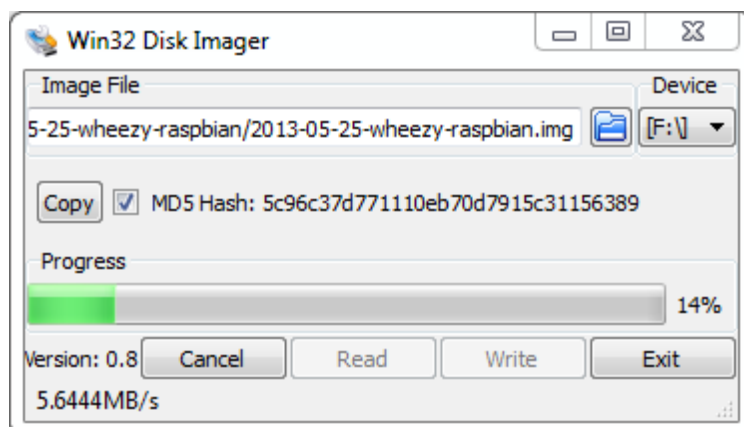 Win32 Disk Imager
Image File
Device
5-25-wheezy-raspbian/2013-05-25-wheezy-raspbian.img
[F:\]
Copy
MD5 Hash: 5c96c37d771110eb70d7915c31156389
Progress
14%
Version: 0.8
Cancel
Read
Write
Exit
5.6444MB/s